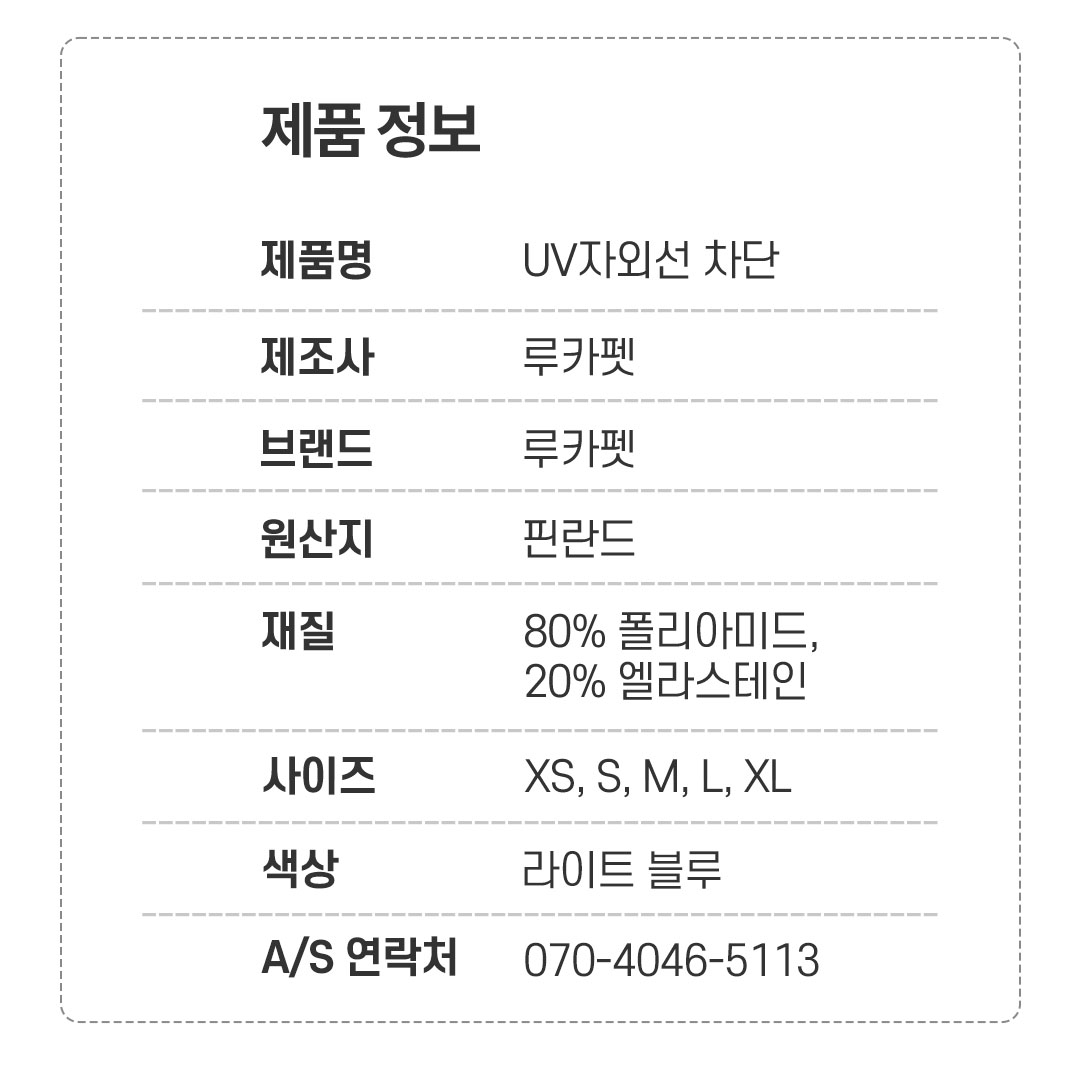 제품 정보
제품명 UV자외선 차단
제조사 루카펫
브랜드 루카펫
원산지 핀란드
재질 80% 폴리아미드,
20% 엘라스테인
사이즈 XS, S, M, L, XL
색상 라이트 블루
A/S 연락처 070-4046-5113